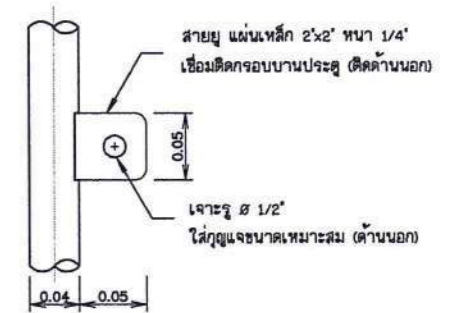 สายยู แผ่นเหล็ก 2"x2" หนา 1/4"
เชื่อมติดกรอบบานประตู (ติดด้านนอก)
0.05
เจาะรู Ø 1/2"
ใส่กุญแจขนาดเหมาะสม (ด้านนอก)
0.04 0.05